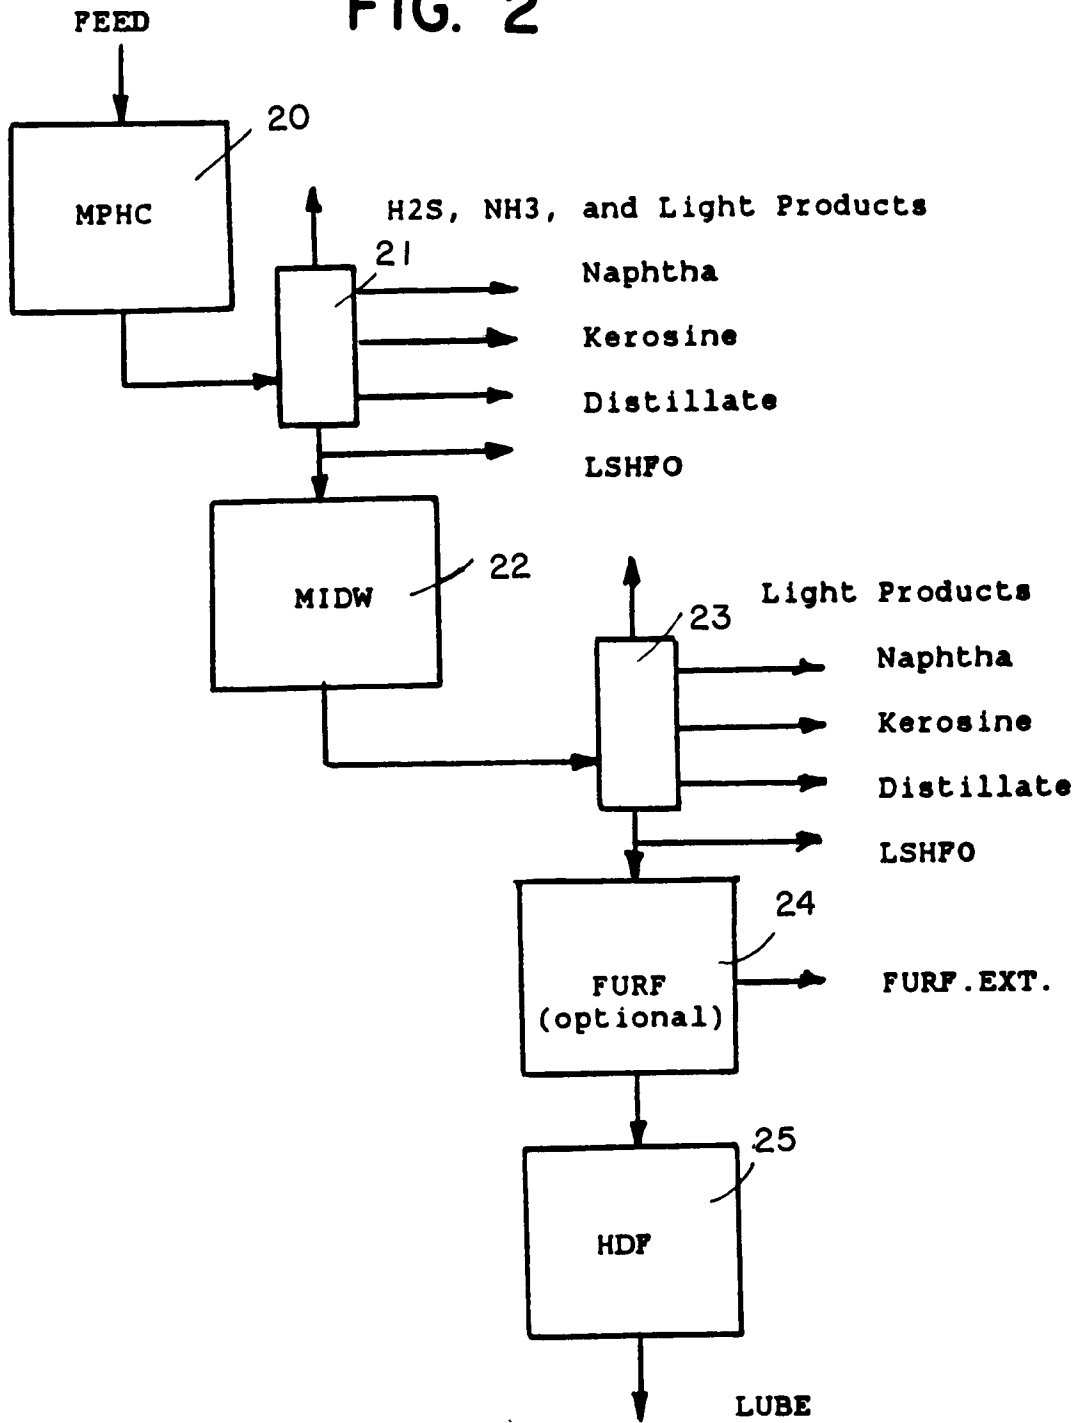 FIG. 2
FEED
20
MPHC
H2S, NH3, and Light Products
21
Naphtha
Kerosine
Distillate
LSHFO
22
MIDW
Light Products
23
Naphtha
Kerosine
Distillate
LSHFO
24
FURF
(optional)
FURF.EXT.
25
HDF
LUBE